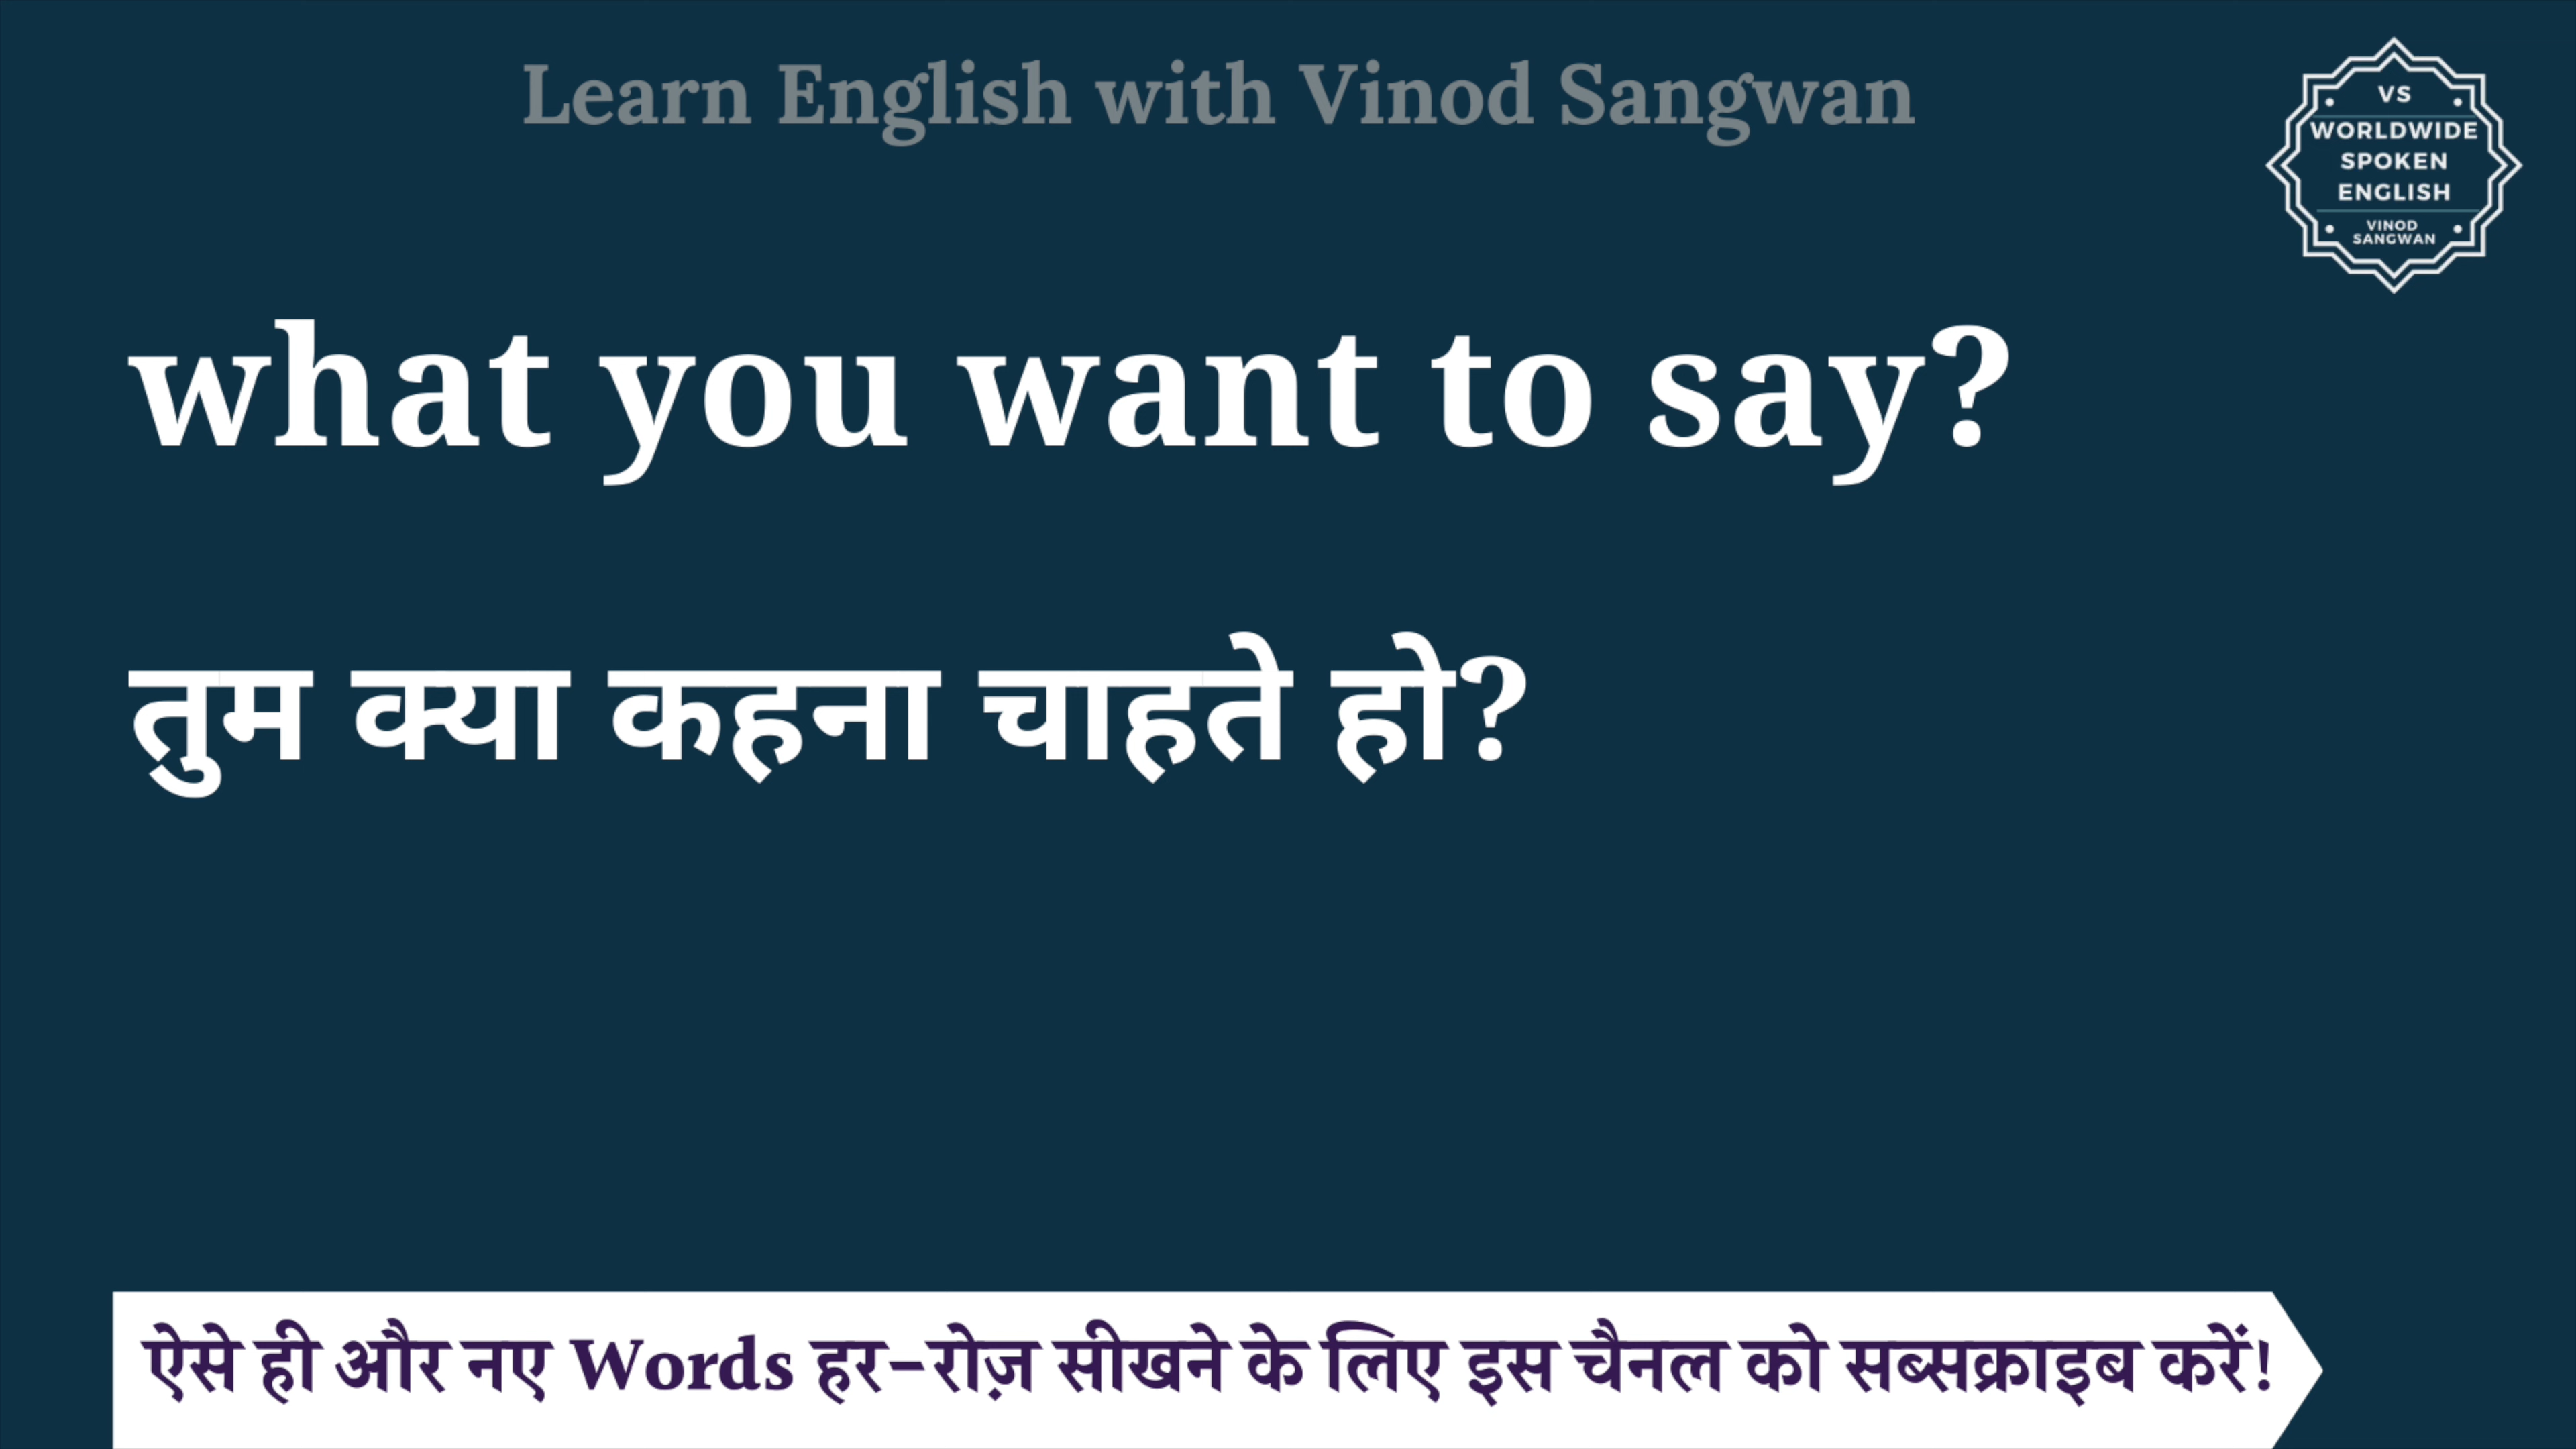 Learn English with Vinod Sangwan
VS
WORLDWIDE
SPOKEN
ENGLISH
VINOD
SANGWAN
what you want to say?
तुम क्या कहना चाहते हो?
ऐसे ही और नए Words हर-रोज़ सीखने के लिए इस चैनल को सब्सक्राइब करें!